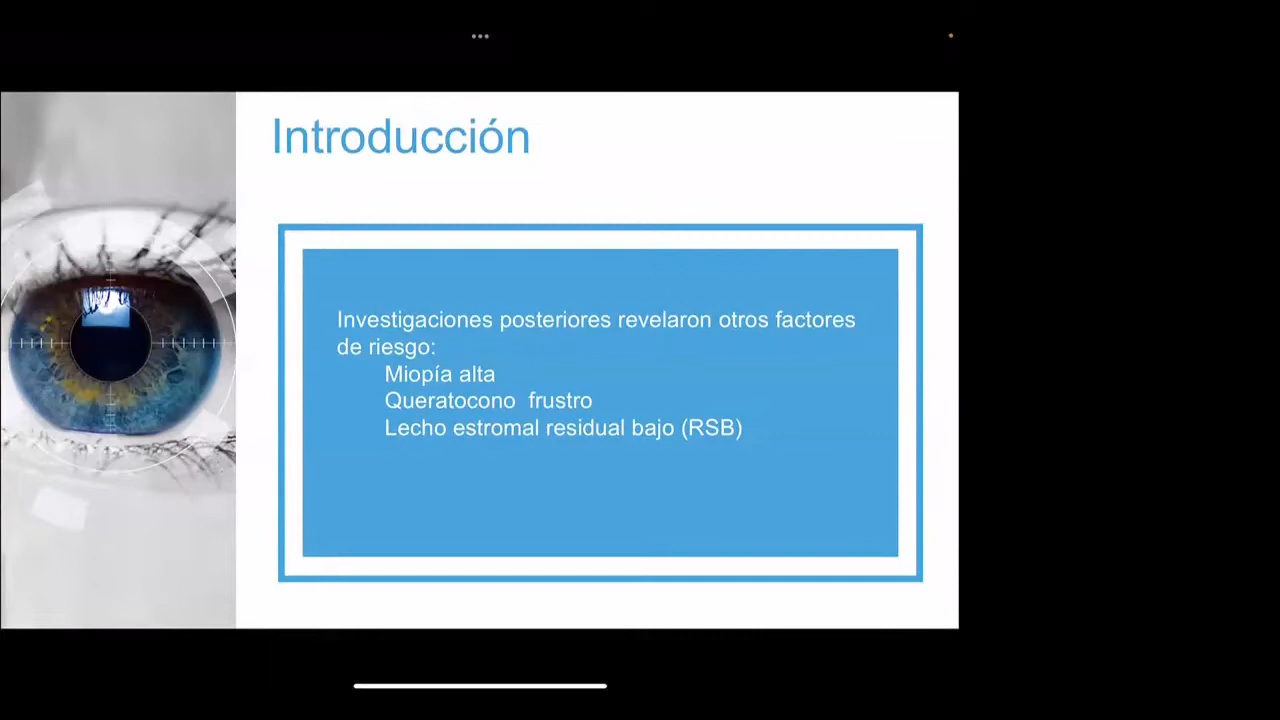 Introducción
Investigaciones posteriores revelaron otros factores
de riesgo:
Miopía alta
Queratocono  frustro
Lecho estromal residual bajo (RSB)